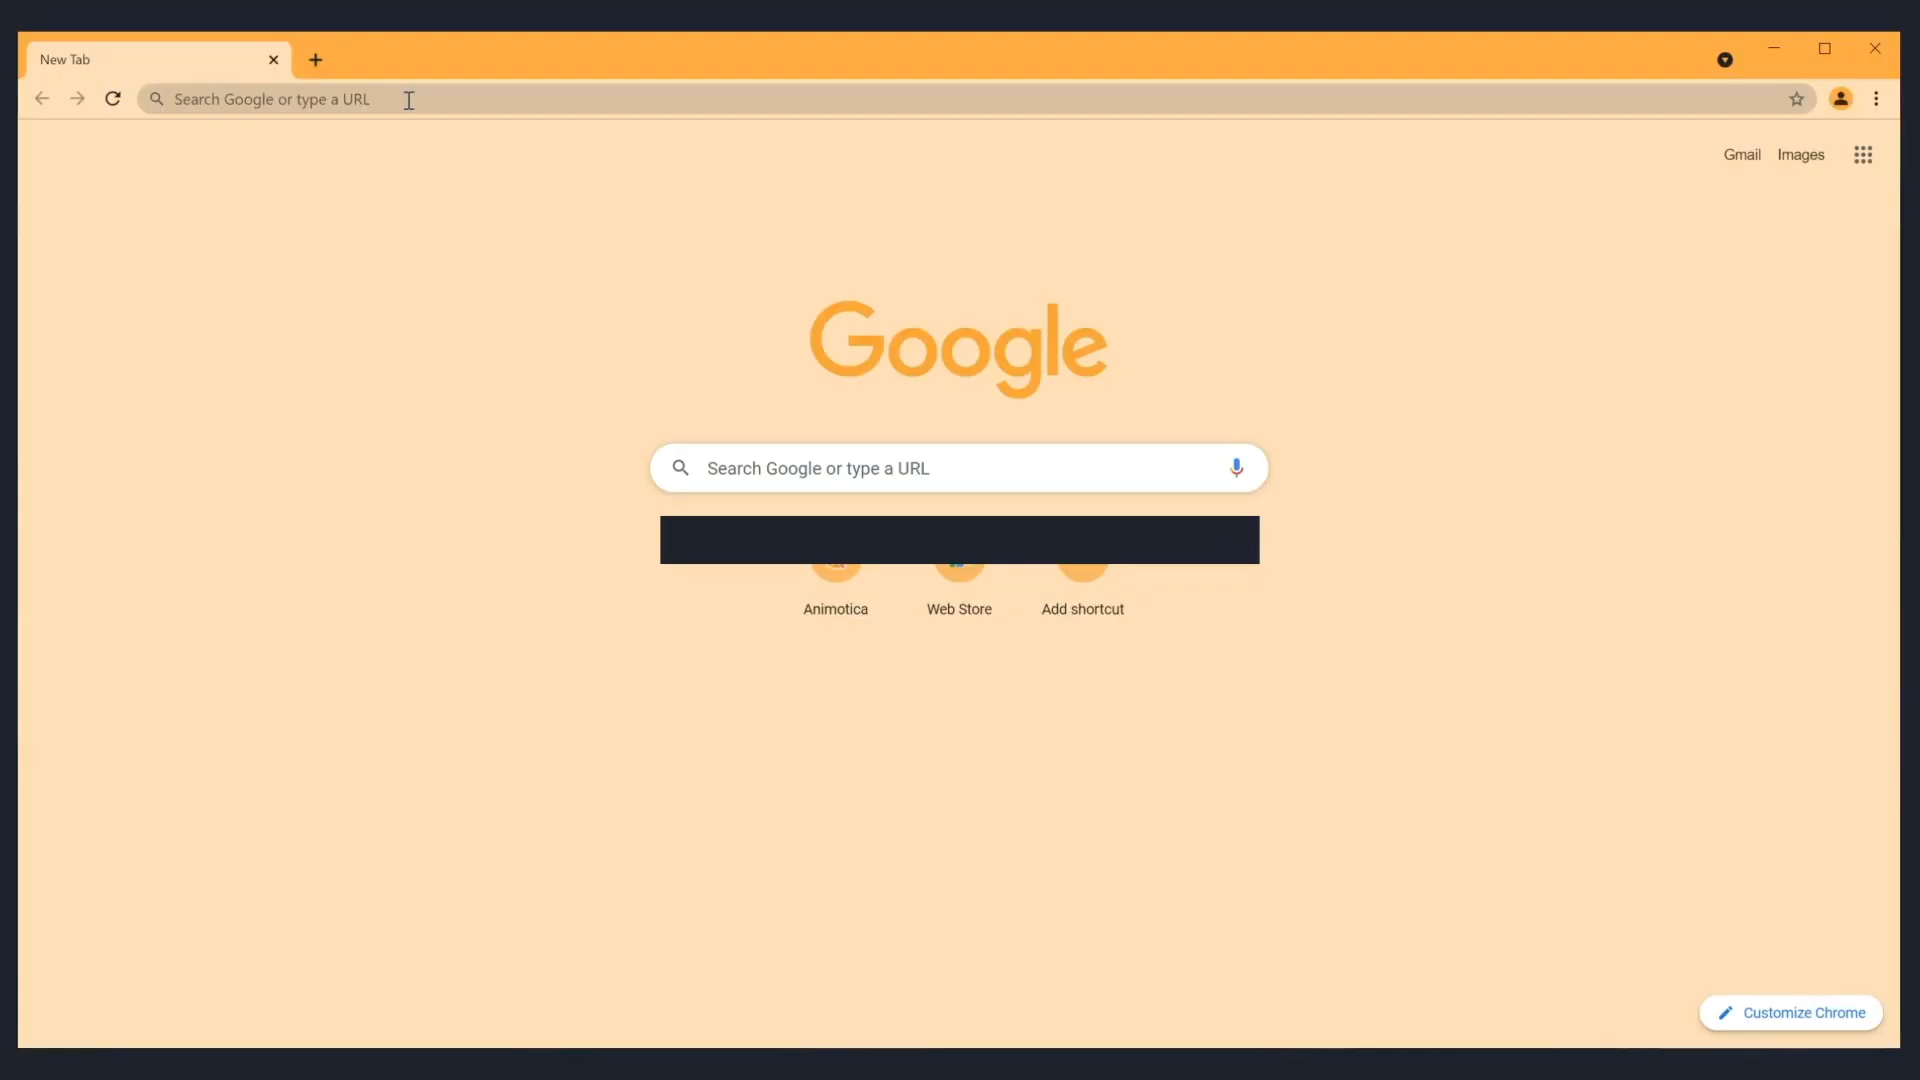 New Tab
Search Google or type a URL
Gmail Images
Google
Search Google or type a URL
Animotica Web Store Add shortcut
Customize Chrome